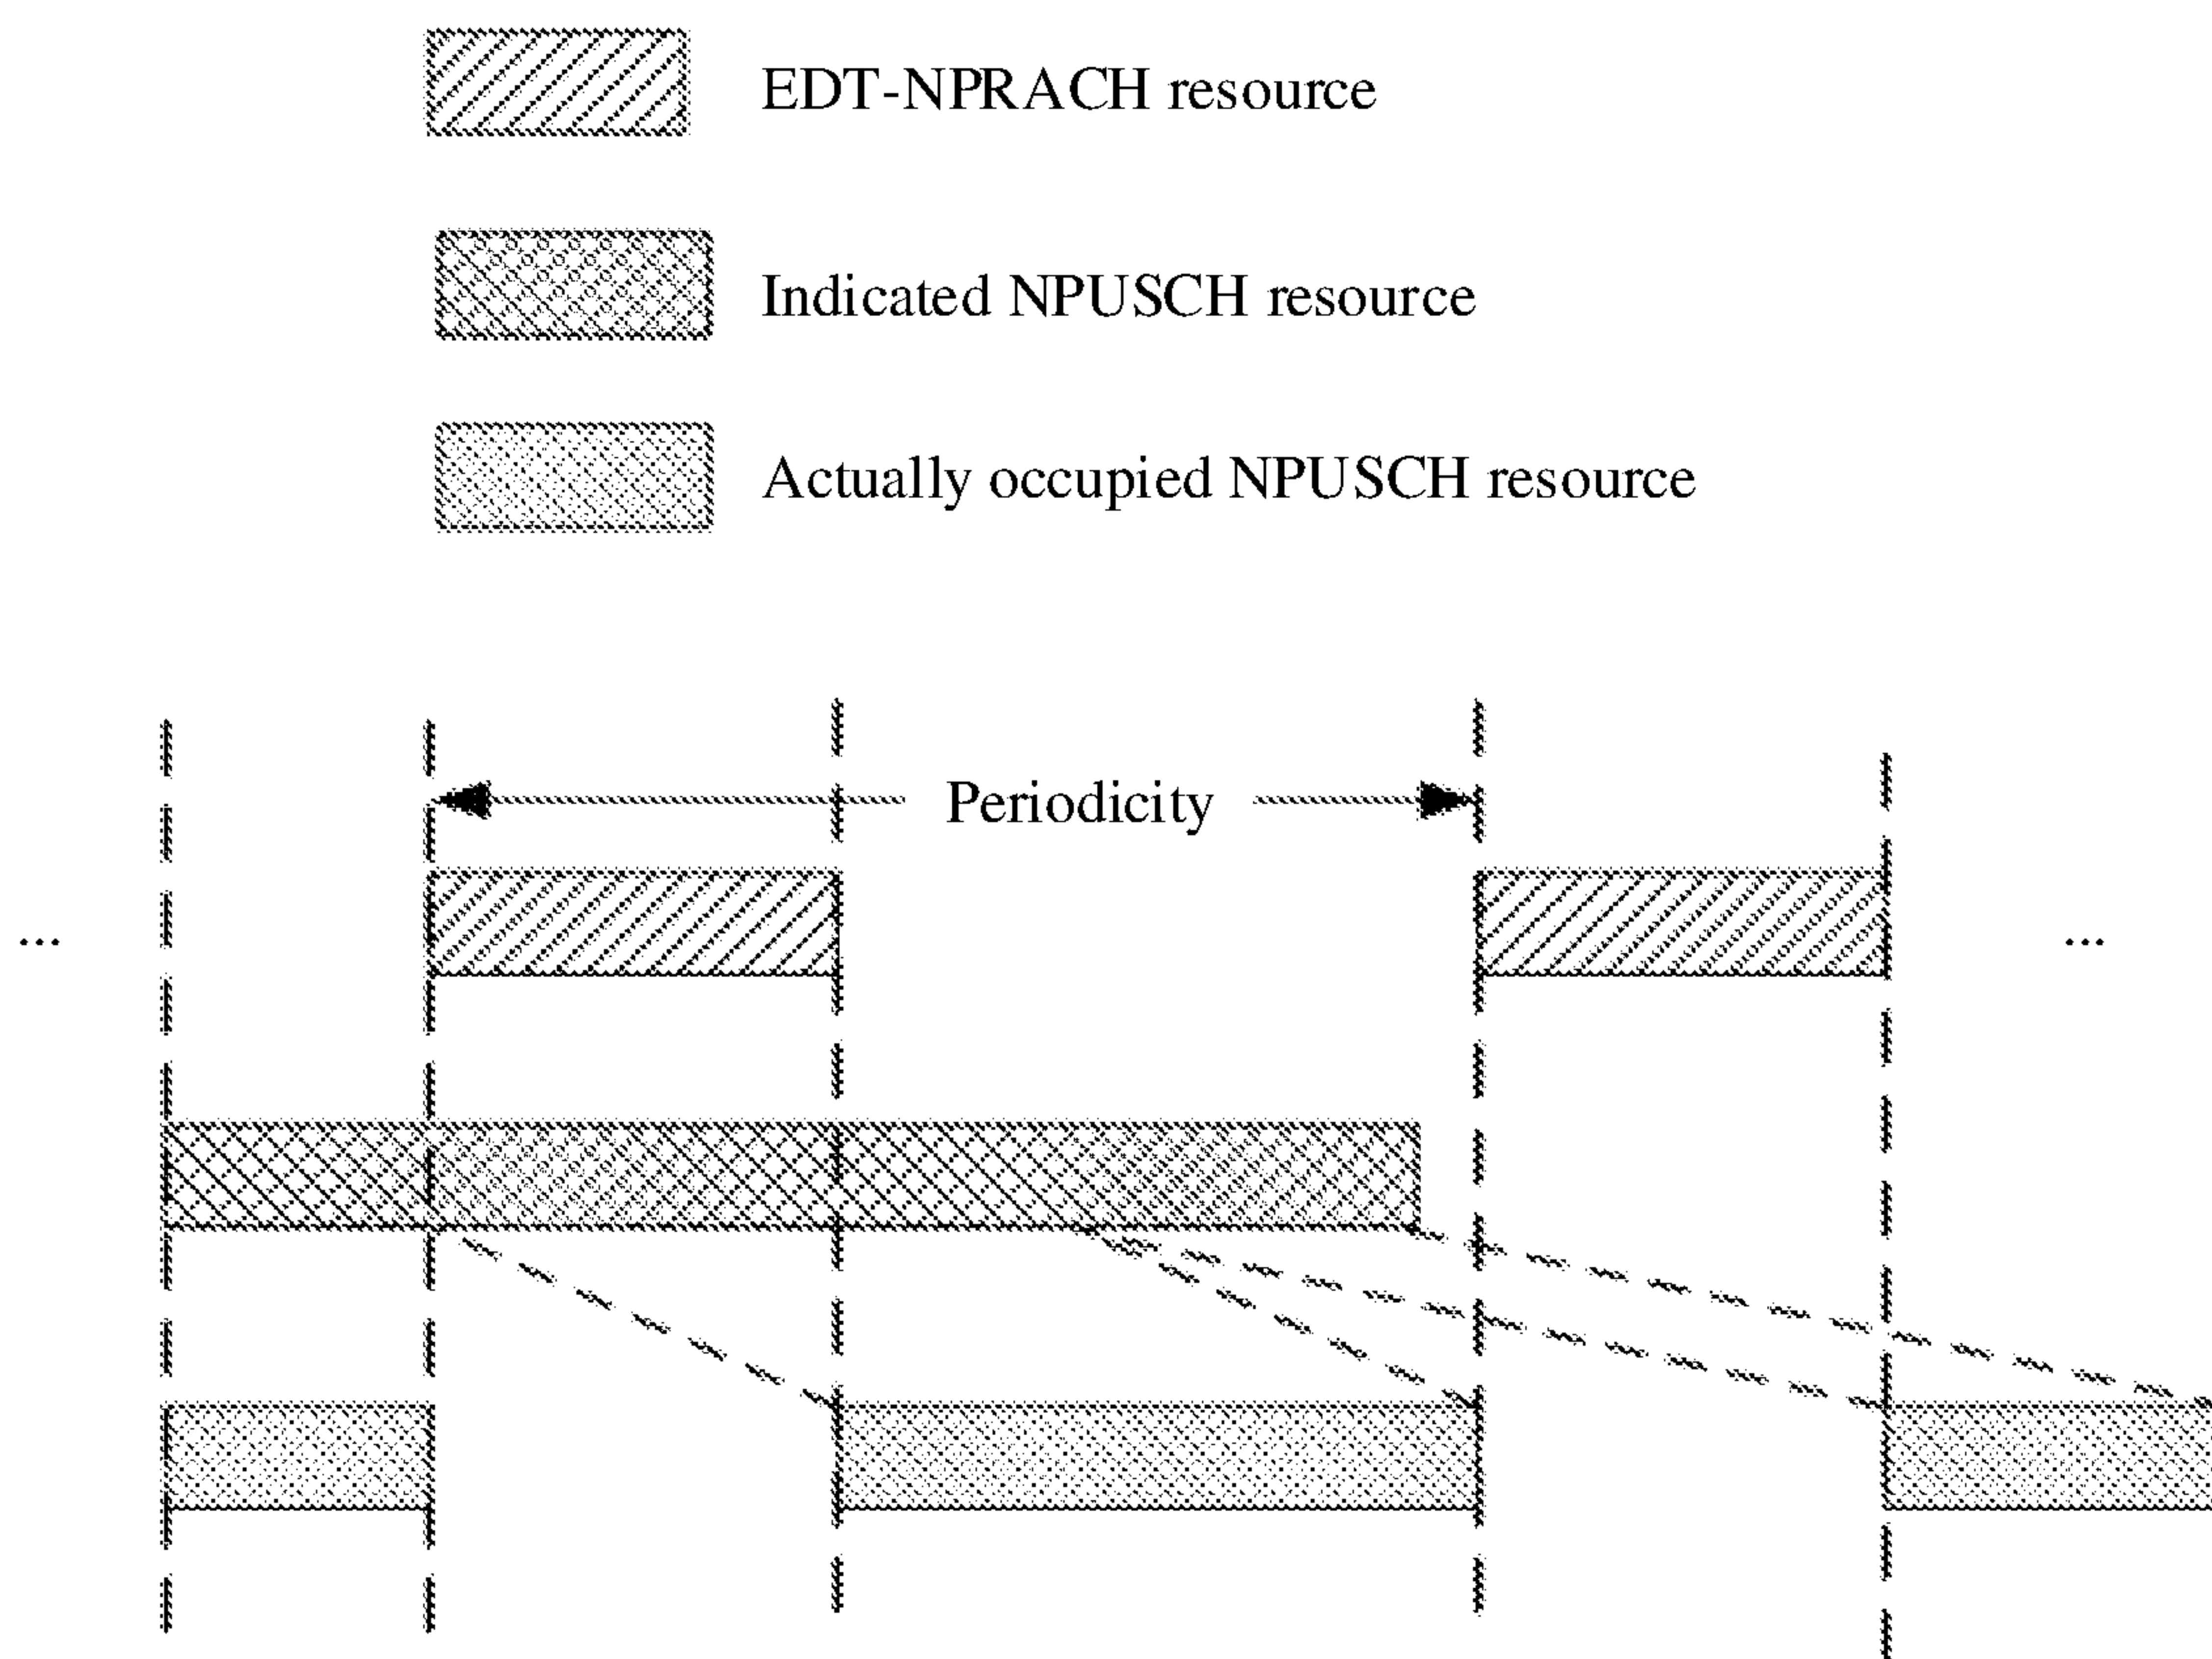 EDT-NPRACH resource
Indicated NPUSCH resource
Actually occupied NPUSCH resource
Periodicity
... ...